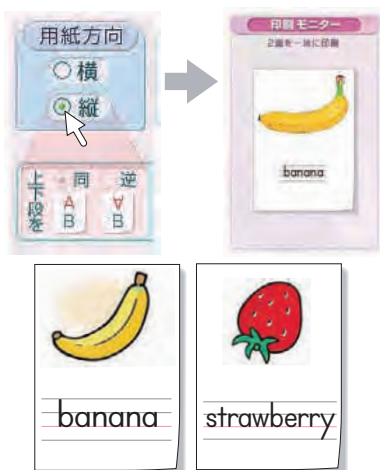 用紙方向
横
縦
上下段を
同 逆
A A
B B
印刷モニター
2面を一緒に印刷
banana
banana
strawberry